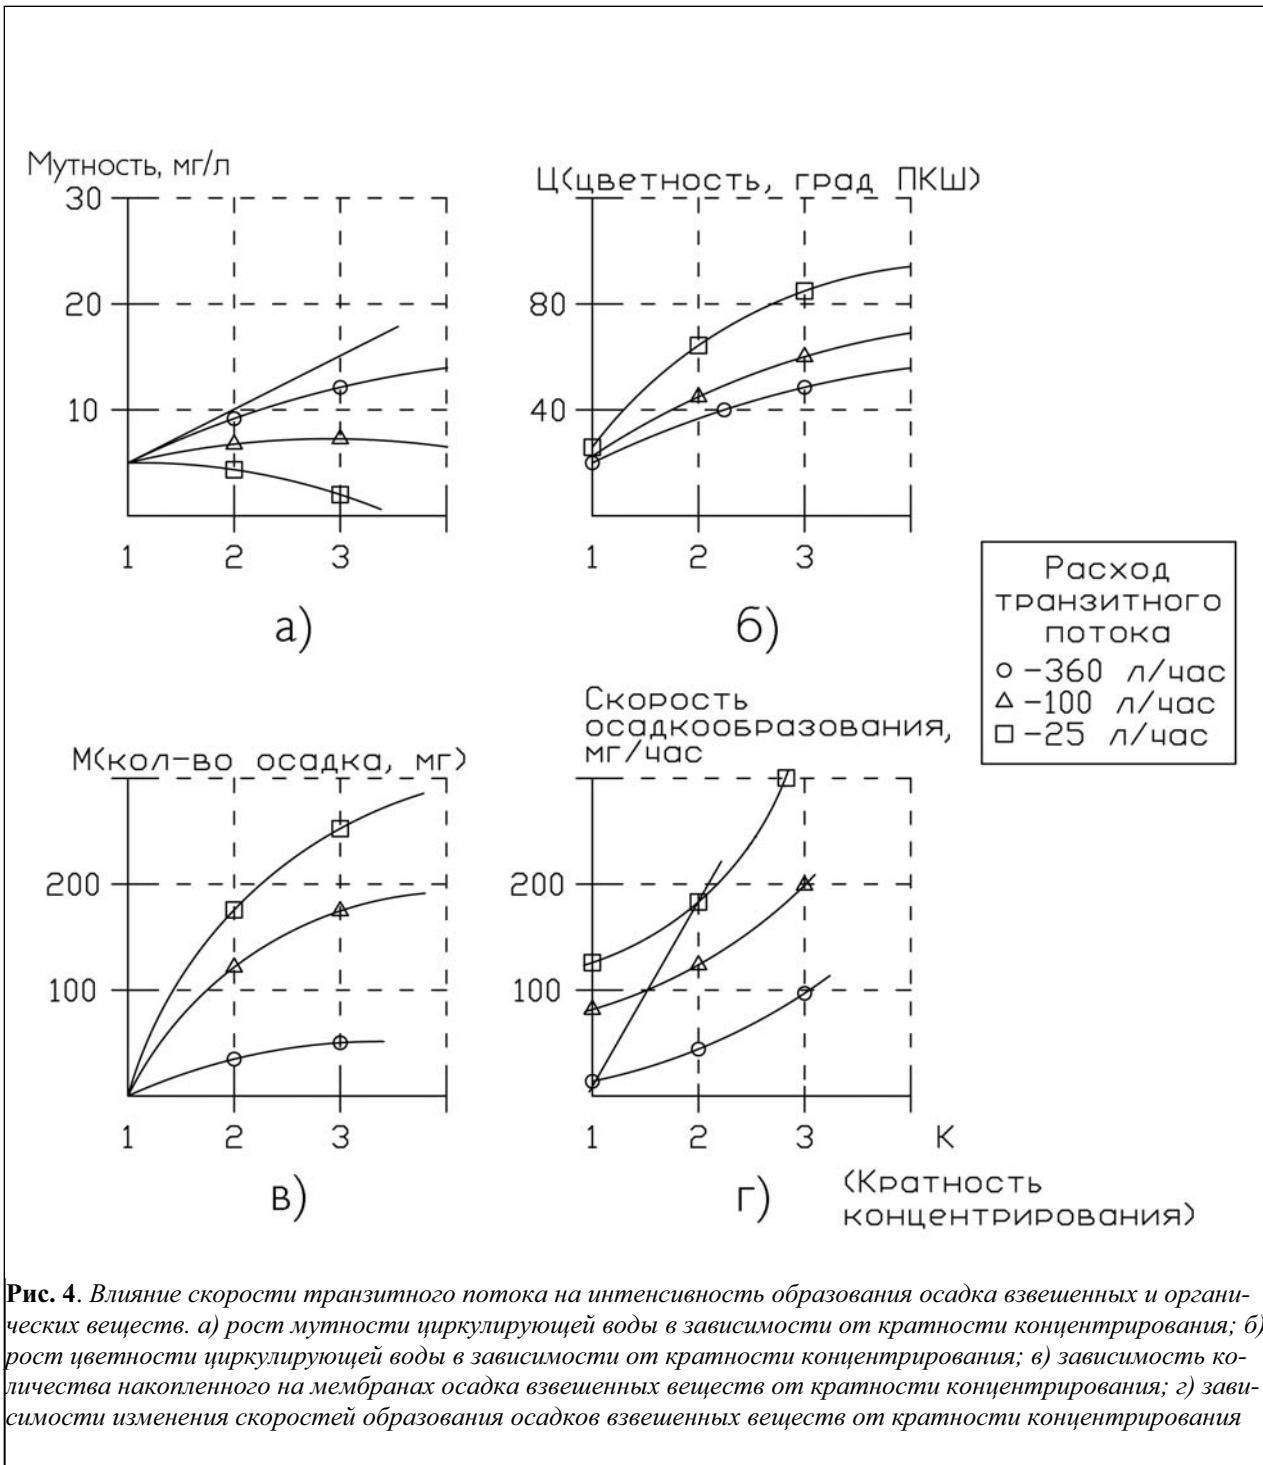 Мутность, мг/л
30
20
10
1 2 3
а)
Ц(цветность, град ПКШ)
80
40
1 2 3
б)
Расход
транзитного
потока
-360 л/час
-100 л/час
-25 л/час
М(кол-во осадка, мг)
200
100
1 2 3
в)
Скорость
осадкообразования,
мг/час
200
100
1 2 3 К
г)
(Кратность
концентрирования)
Рис. 4. Влияние скорости транзитного потока на интенсивность образования осадка взвешенных и органи-
ческих веществ. а) рост мутности циркулирующей воды в зависимости от кратности концентрирования; б)
рост цветности циркулирующей воды в зависимости от кратности концентрирования; в) зависимость ко-
личества накопленного на мембранах осадка взвешенных веществ от кратности концентрирования; г) зави-
симости изменения скоростей образования осадков взвешенных веществ от кратности концентрирования